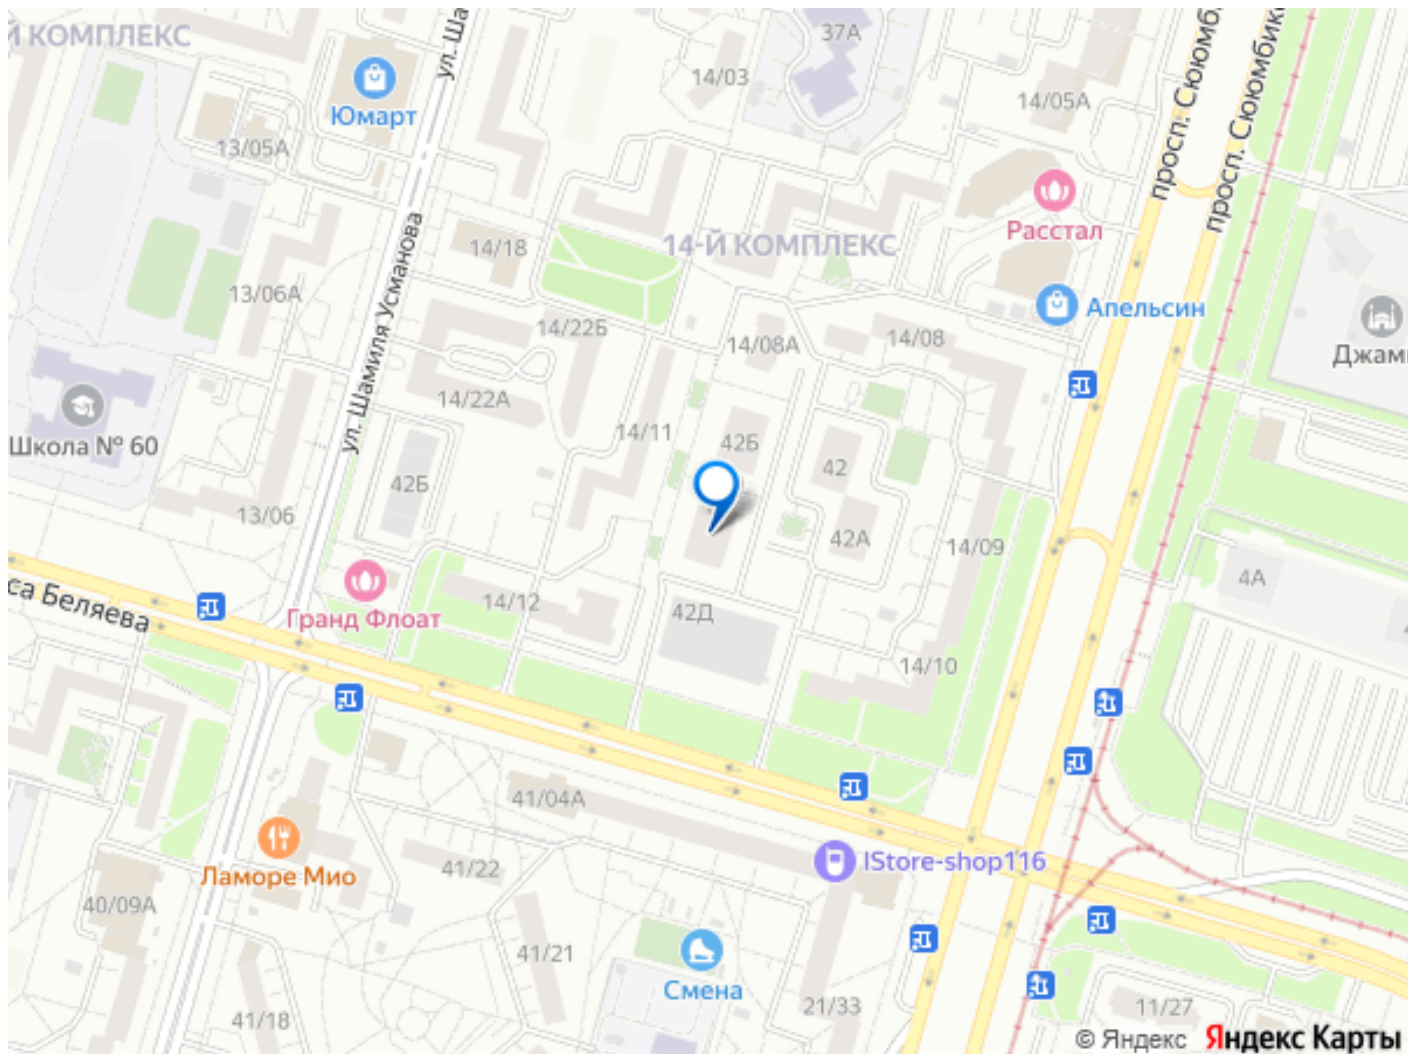 Й КОМПЛЕКС
ул. Ша
37А
14/03
просп. Сююмб
просп. Сююмбике
14/05А
Юмарт
13/05А
Расстал
14-Й КОМПЛЕКС
14/18
13/06А
ул. Шамиля Усманова
Апельсин
14/22Б
14/08
14/08А
Джами
14/22А
14/11
42Б
Школа № 60
42
42Б
13/06
42А
14/09
4А
са Беляева
Гранд Флоат
14/12
42Д
14/10
41/04А
IStore-shop116
41/22
Ламоре Мио
40/09А
41/21
Смена
21/33
11/27
41/18
© Яндекс Яндекс Карты